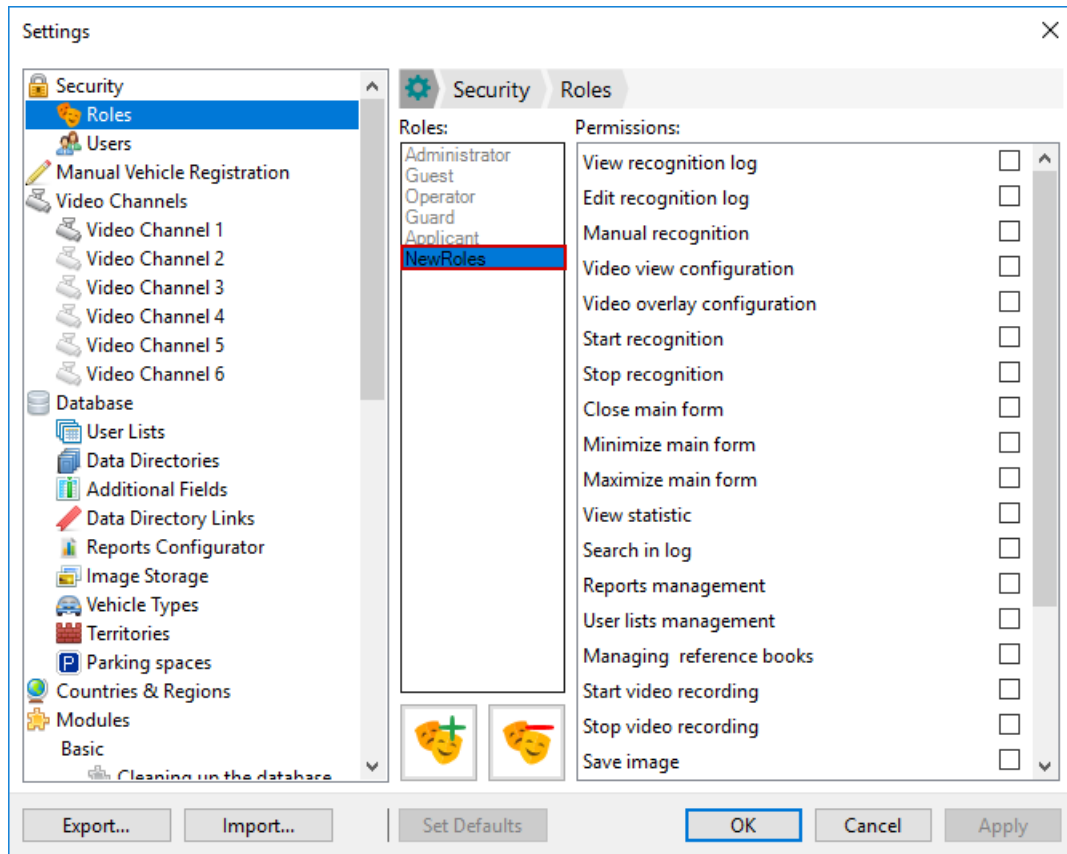 Settings
Security
Roles
Users
Manual Vehicle Registration
Video Channels
Video Channel 1
Video Channel 2
Video Channel 3
Video Channel 4
Video Channel 5
Video Channel 6
Database
User Lists
Data Directories
Additional Fields
Data Directory Links
Reports Configurator
Image Storage
Vehicle Types
Territories
Parking spaces
Countries & Regions
Modules
Basic
Cleaning up the database
Security Roles
Roles:
Administrator
Guest
Operator
Guard
Applicant
NewRoles
Permissions:
View recognition log
Edit recognition log
Manual recognition
Video view configuration
Video overlay configuration
Start recognition
Stop recognition
Close main form
Minimize main form
Maximize main form
View statistic
Search in log
Reports management
User lists management
Managing reference books
Start video recording
Stop video recording
Save image
Export... Import... Set Defaults OK Cancel Apply